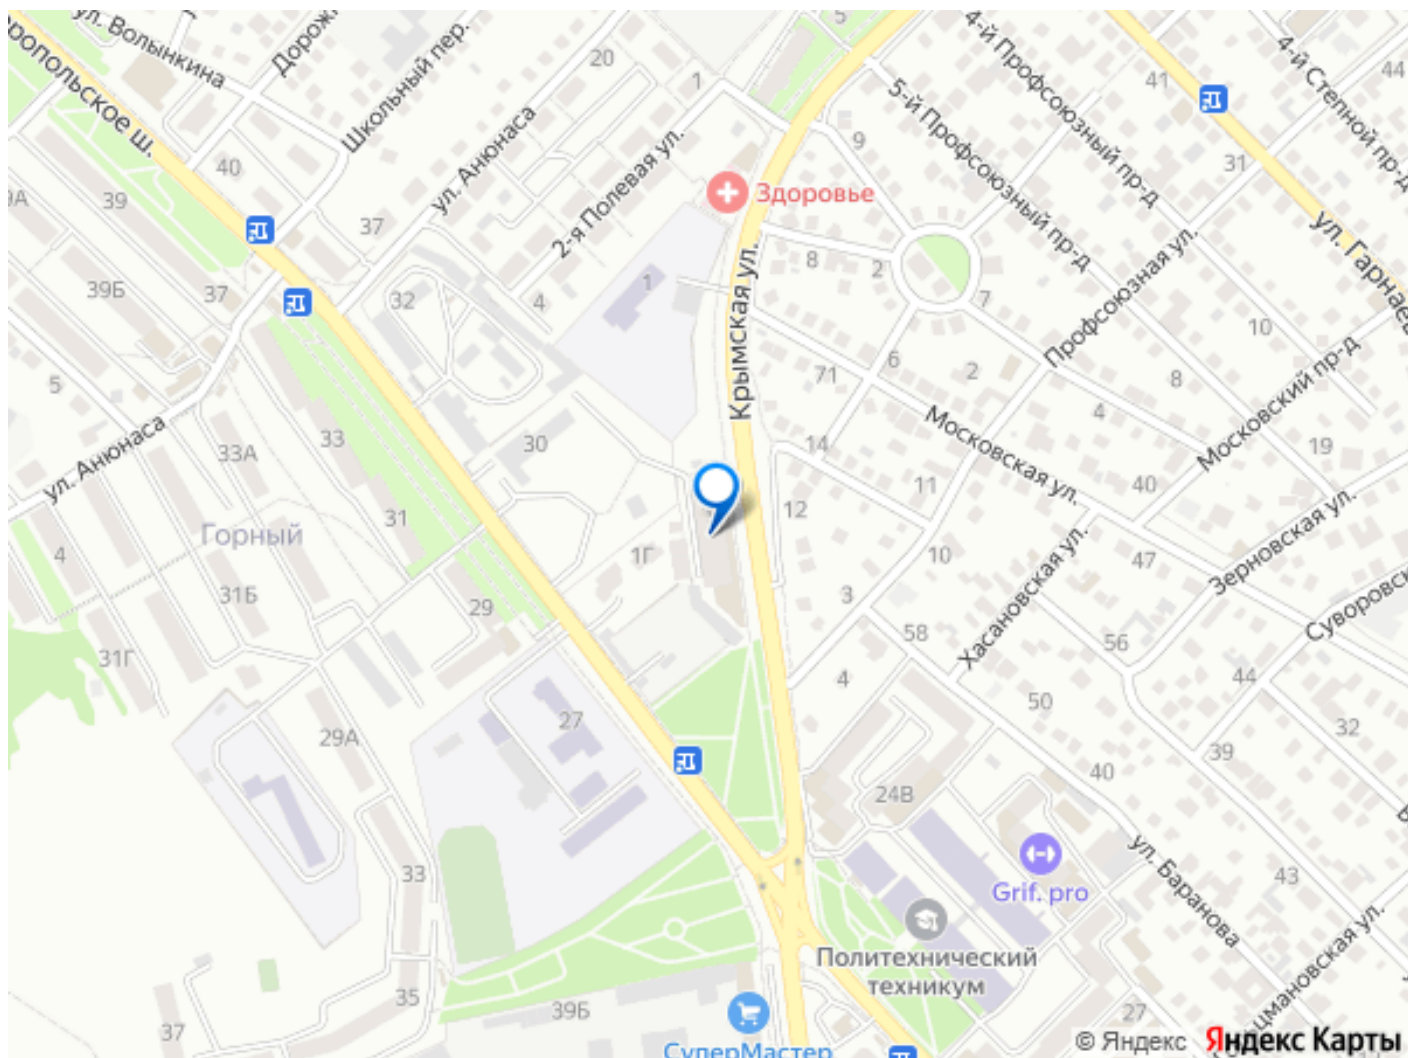 ул. Волынкина
Дорожн
Школьный пер.
20
1
5
4-й Профсоюзный пр-д
4-й Степной пр-д
44
41
5-й Профсоюзный пр-д
ропольское ш.
40
ул. Анюнаса
2-я Полевая ул.
9
31
39
37
Здоровье
ул. Гарнаев
8
2
7
Профсоюзная ул.
39Б
37
32
4
1
Крымская ул.
10
Московский пр-д
5
6
2
8
71
4
ул. Анюнаса
33А
33
30
14
Московская ул.
19
11
40
31
12
Горный
4
1Г
10
Хасановская ул.
47
Зерновская ул.
31Б
29
3
58
56
Суворовск
31Г
4
44
50
29А
27
32
39
40
24В
ул. Баранова
33
Grif. pro
43
Политехнический
техникум
35
39Б
37
27
цмановская ул.
СуперМастер
© Яндекс Яндекс Карты